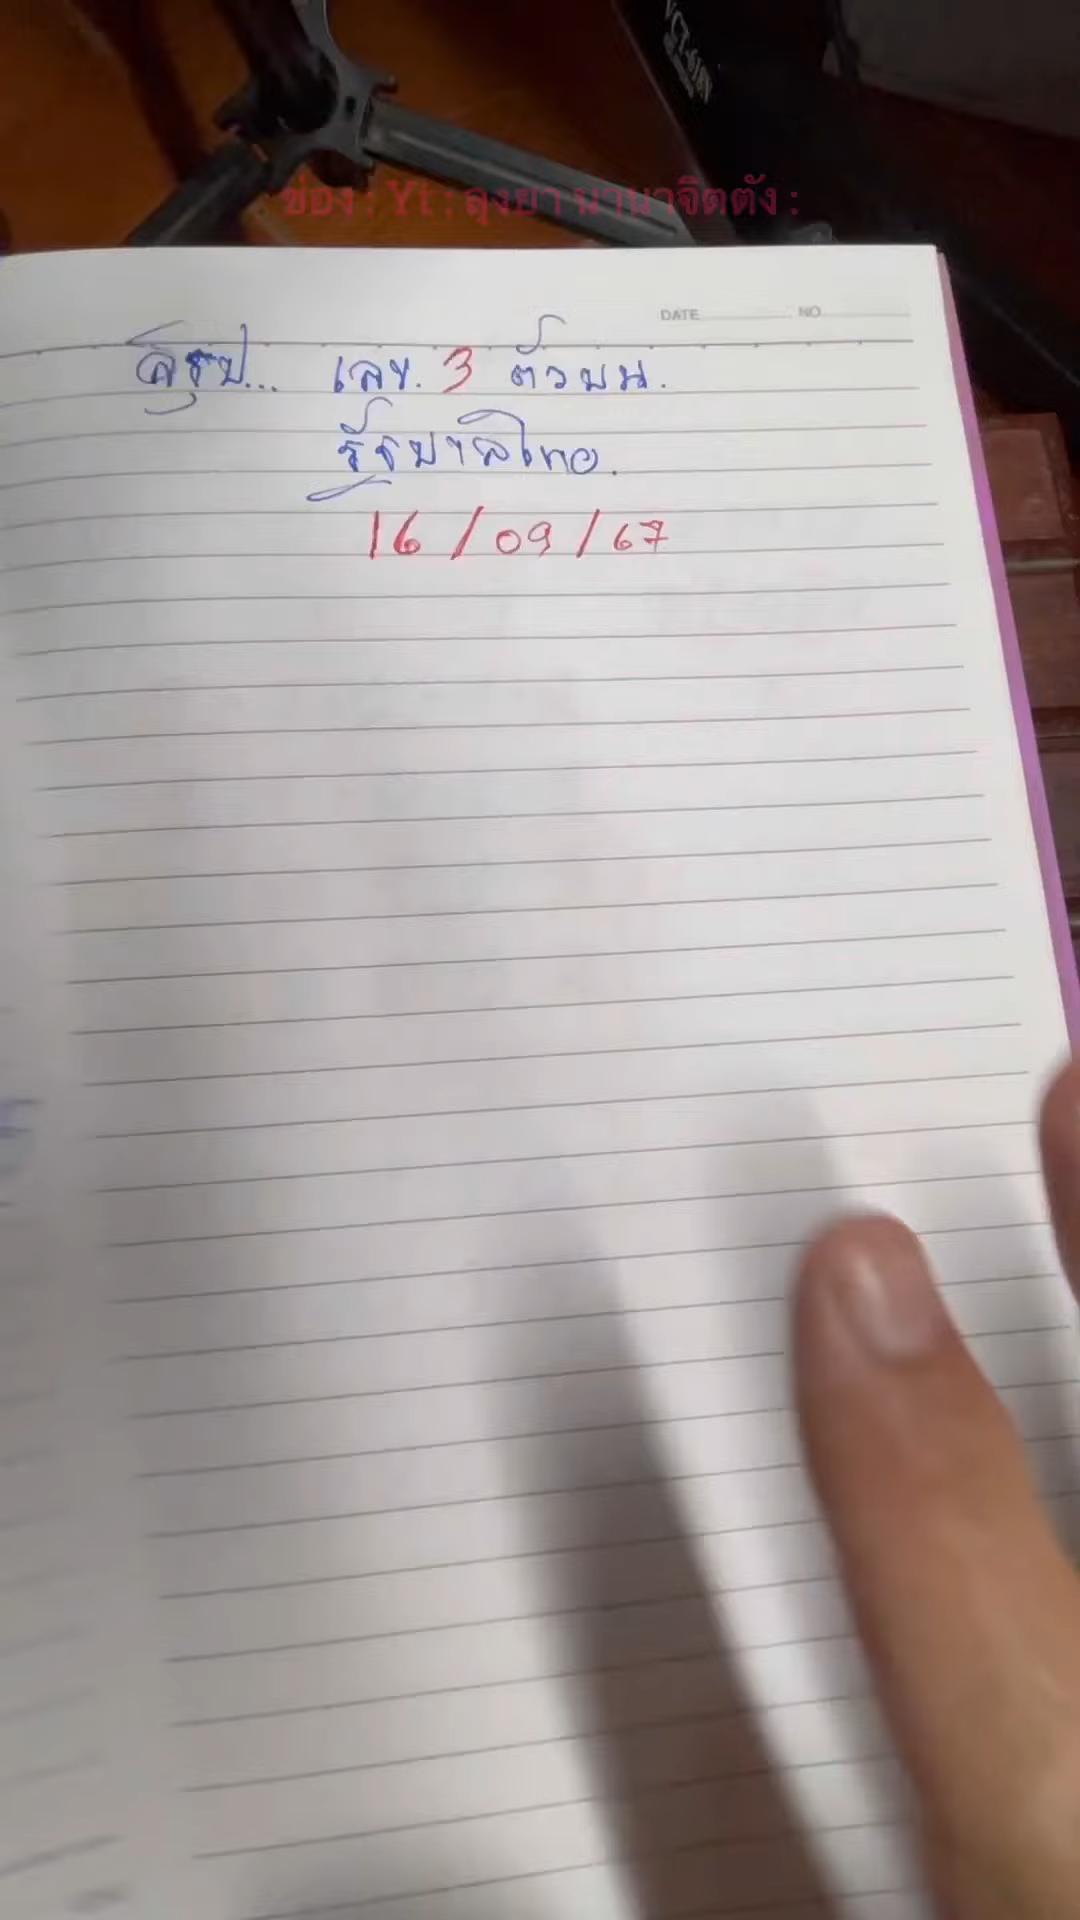 ช่อง : Yt : ลุงยา นานาจิตตัง :
DATE NO
สรุป... เลข. 3 ตัวบน.
รัฐบาลไทย.
16 / 09 / 67